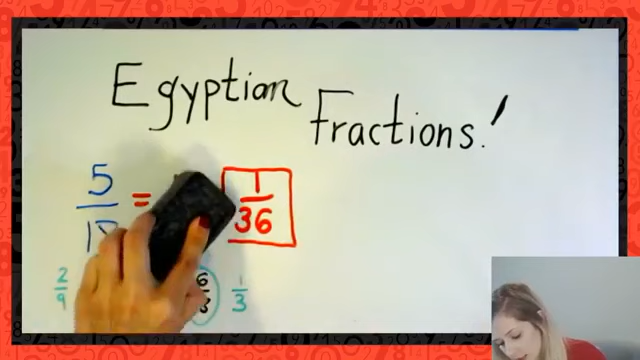 Egyptian
Fractions!
5 = 1/36
2/9 1/3